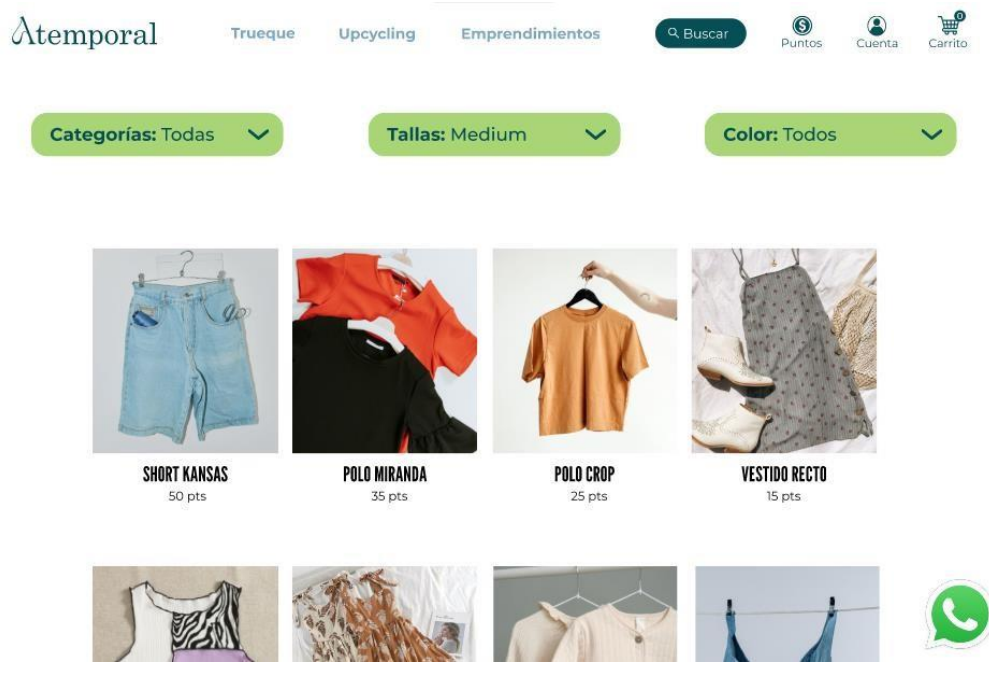 Atemporal
Trueque
Upcycling
Emprendimientos
Buscar
Puntos
Cuenta
0
Carrito
Categorías: Todas
Tallas: Medium
Color: Todos
SHORT KANSAS
50 pts
POLO MIRANDA
35 pts
POLO CROP
25 pts
VESTIDO RECTO
15 pts